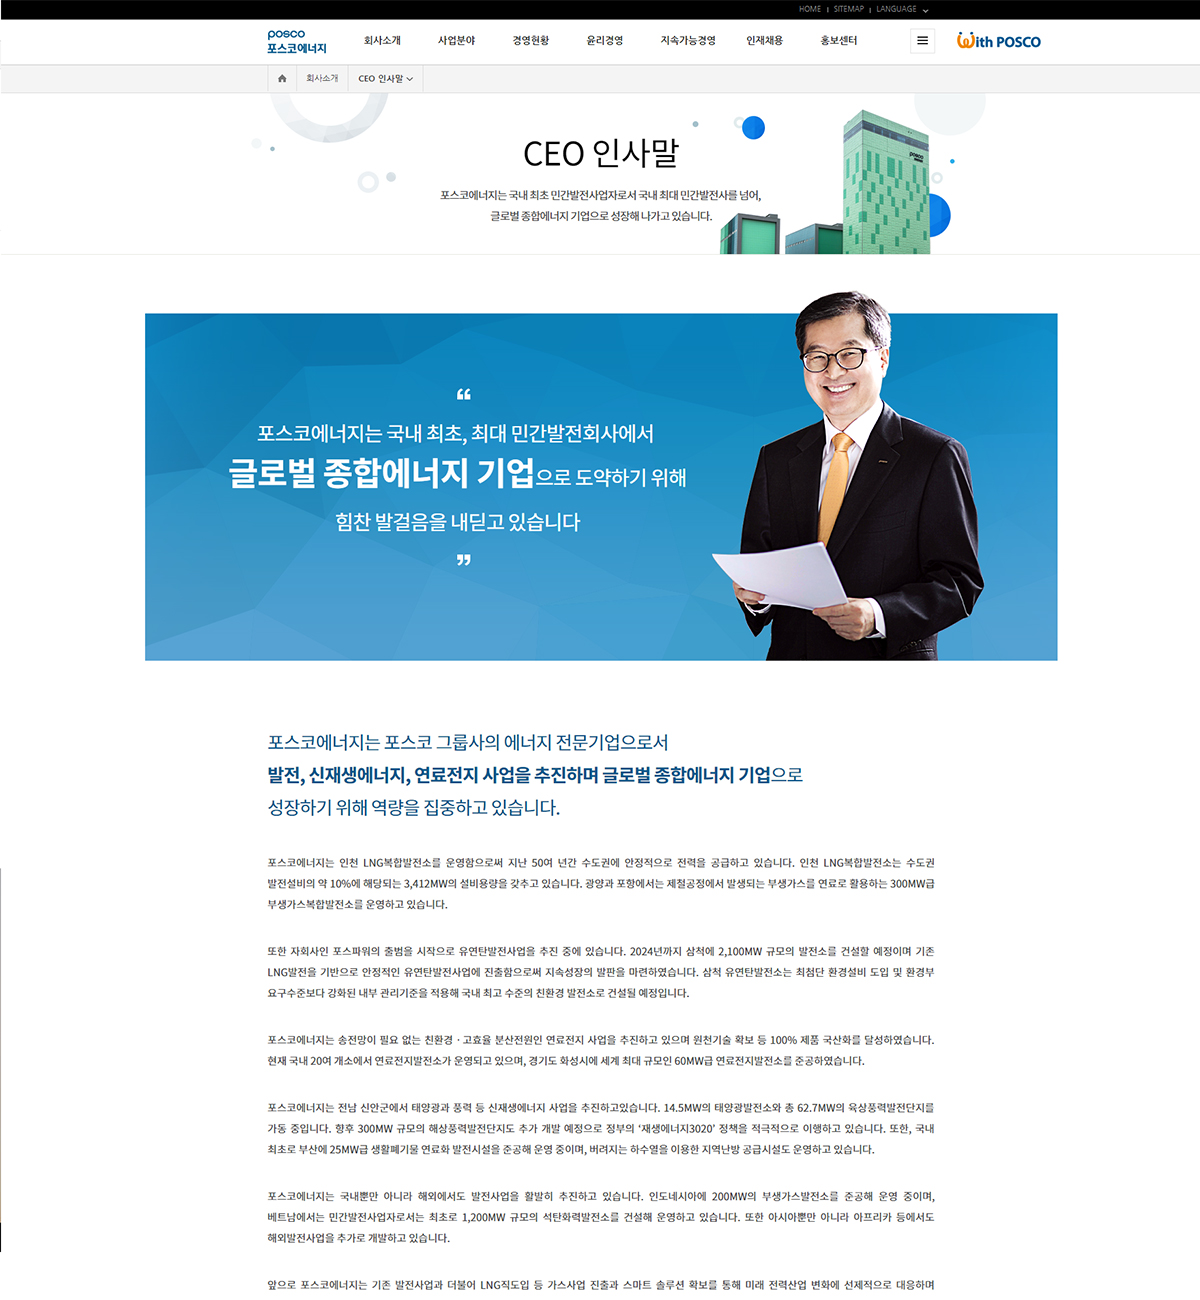 HOME
SITEMAP
LANGUAGE
posco
포스코에너지
회사소개
사업분야
경영현황
윤리경영
지속가능경영
인재채용
홍보센터
With POSCO
회사소개
CEO 인사말
CEO 인사말
포스코에너지는 국내 최초 민간발전사업자로서 국내 최대 민간발전사를 넘어,
글로벌 종합에너지 기업으로 성장해 나가고 있습니다.
posco
“
포스코에너지는 국내 최초, 최대 민간발전회사에서
글로벌 종합에너지 기업으로 도약하기 위해
힘찬 발걸음을 내딛고 있습니다
”
포스코에너지는 포스코 그룹사의 에너지 전문기업으로서
발전, 신재생에너지, 연료전지 사업을 추진하며 글로벌 종합에너지 기업으로
성장하기 위해 역량을 집중하고 있습니다.
포스코에너지는 인천 LNG복합발전소를 운영함으로써 지난 50여 년간 수도권에 안정적으로 전력을 공급하고 있습니다. 인천 LNG복합발전소는 수도권
발전설비의 약 10%에 해당되는 3,412MW의 설비용량을 갖추고 있습니다. 광양과 포항에서는 제철공정에서 발생되는 부생가스를 연료로 활용하는 300MW급
부생가스복합발전소를 운영하고 있습니다.
또한 자회사인 포스파워의 출범을 시작으로 유연탄발전사업을 추진 중에 있습니다. 2024년까지 삼척에 2,100MW 규모의 발전소를 건설할 예정이며 기존
LNG발전을 기반으로 안정적인 유연탄발전사업에 진출함으로써 지속성장의 발판을 마련하였습니다. 삼척 유연탄발전소는 최첨단 환경설비 도입 및 환경부
요구수준보다 강화된 내부 관리기준을 적용해 국내 최고 수준의 친환경 발전소로 건설될 예정입니다.
포스코에너지는 송전망이 필요 없는 친환경 · 고효율 분산전원인 연료전지 사업을 추진하고 있으며 원천기술 확보 등 100% 제품 국산화를 달성하였습니다.
현재 국내 20여 개소에서 연료전지발전소가 운영되고 있으며, 경기도 화성시에 세계 최대 규모인 60MW급 연료전지발전소를 준공하였습니다.
포스코에너지는 전남 신안군에서 태양광과 풍력 등 신재생에너지 사업을 추진하고있습니다. 14.5MW의 태양광발전소와 총 62.7MW의 육상풍력발전단지를
가동 중입니다. 향후 300MW 규모의 해상풍력발전단지도 추가 개발 예정으로 정부의 ‘재생에너지3020’ 정책을 적극적으로 이행하고 있습니다. 또한, 국내
최초로 부산에 25MW급 생활폐기물 연료화 발전시설을 준공해 운영 중이며, 버려지는 하수열을 이용한 지역난방 공급시설도 운영하고 있습니다.
포스코에너지는 국내뿐만 아니라 해외에서도 발전사업을 활발히 추진하고 있습니다. 인도네시아에 200MW의 부생가스발전소를 준공해 운영 중이며,
베트남에서는 민간발전사업자로서는 최초로 1,200MW 규모의 석탄화력발전소를 건설해 운영하고 있습니다. 또한 아시아뿐만 아니라 아프리카 등에서도
해외발전사업을 추가로 개발하고 있습니다.
앞으로 포스코에너지는 기존 발전사업과 더불어 LNG직도입 등 가스사업 진출과 스마트 솔루션 확보를 통해 미래 전력산업 변화에 선제적으로 대응하며